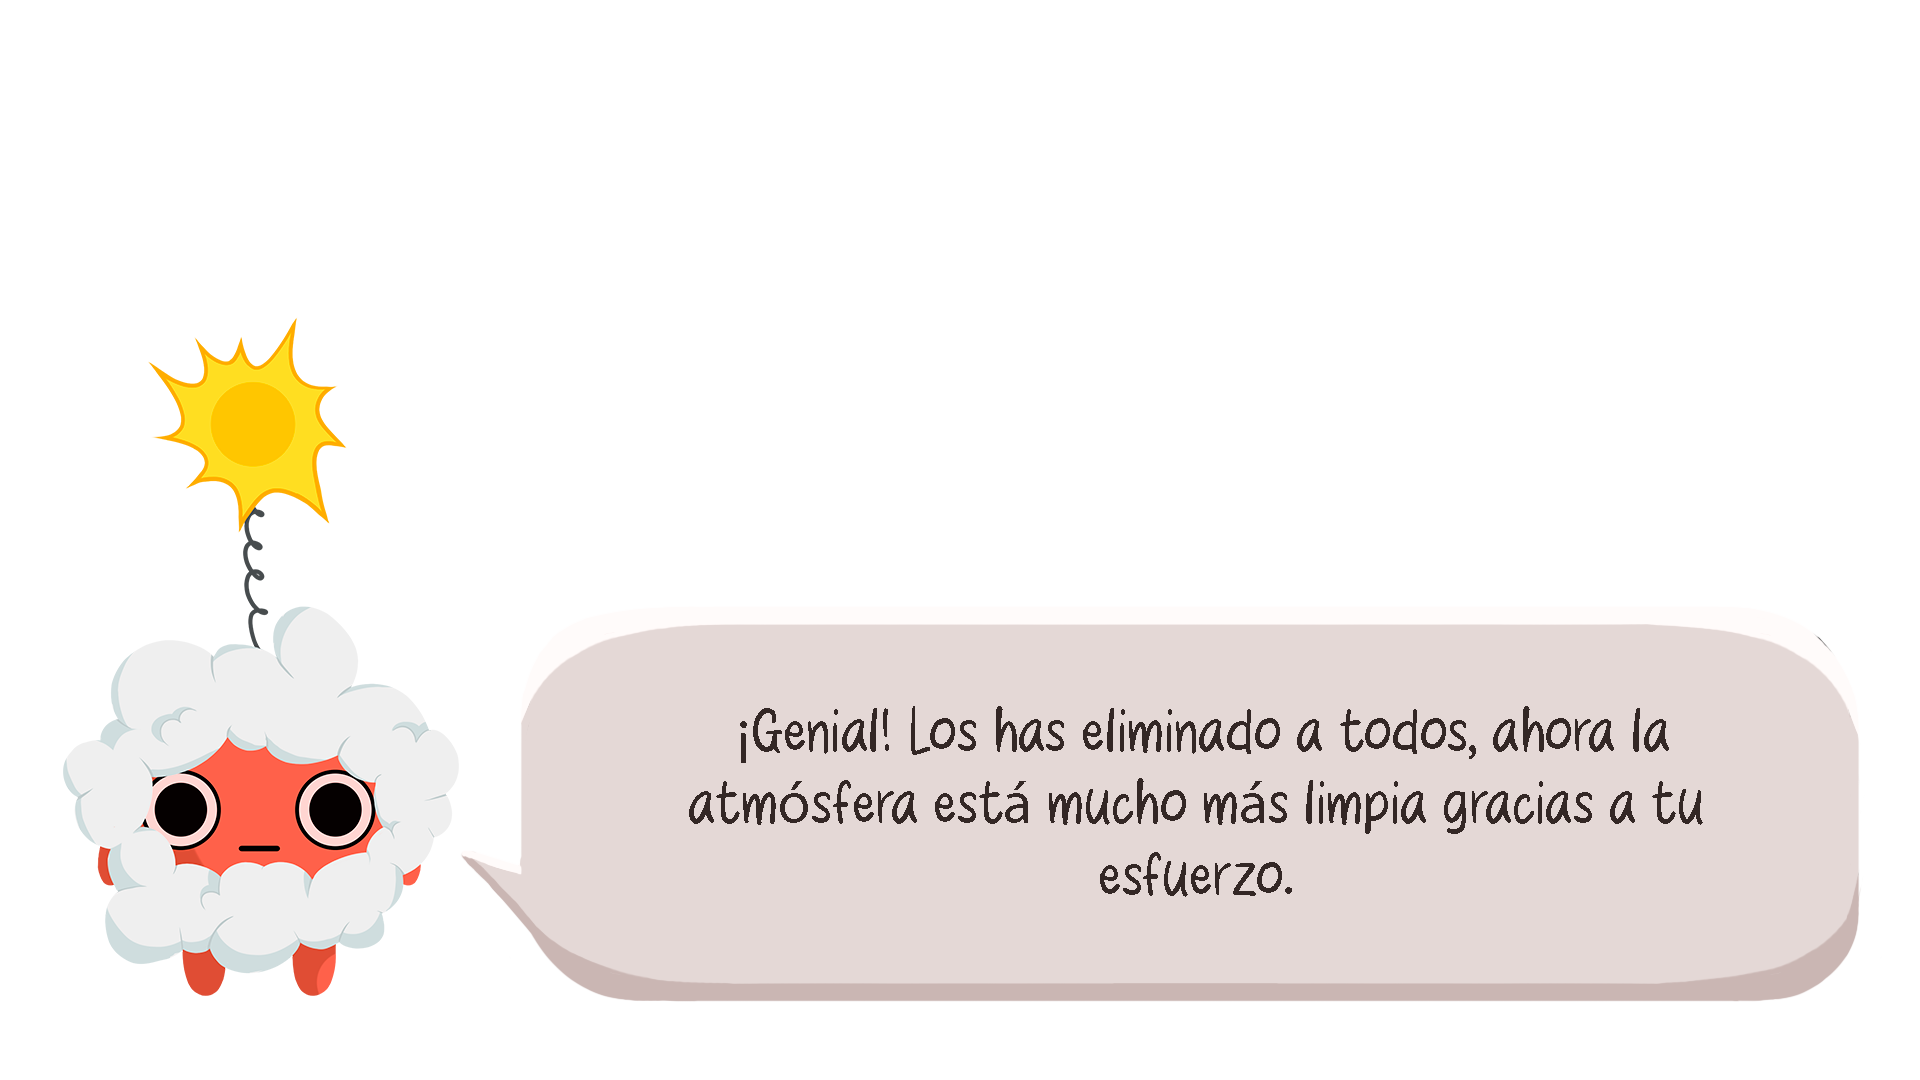 ¡Genial! Los has eliminado a todos, ahora la
atmósfera está mucho más limpia gracias a tu
esfuerzo.